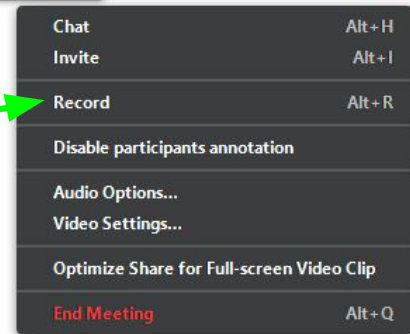 Chat Alt+H
Invite Alt+I
Record Alt+R
Disable participants annotation
Audio Options...
Video Settings...
Optimize Share for Full-screen Video Clip
End Meeting Alt+Q